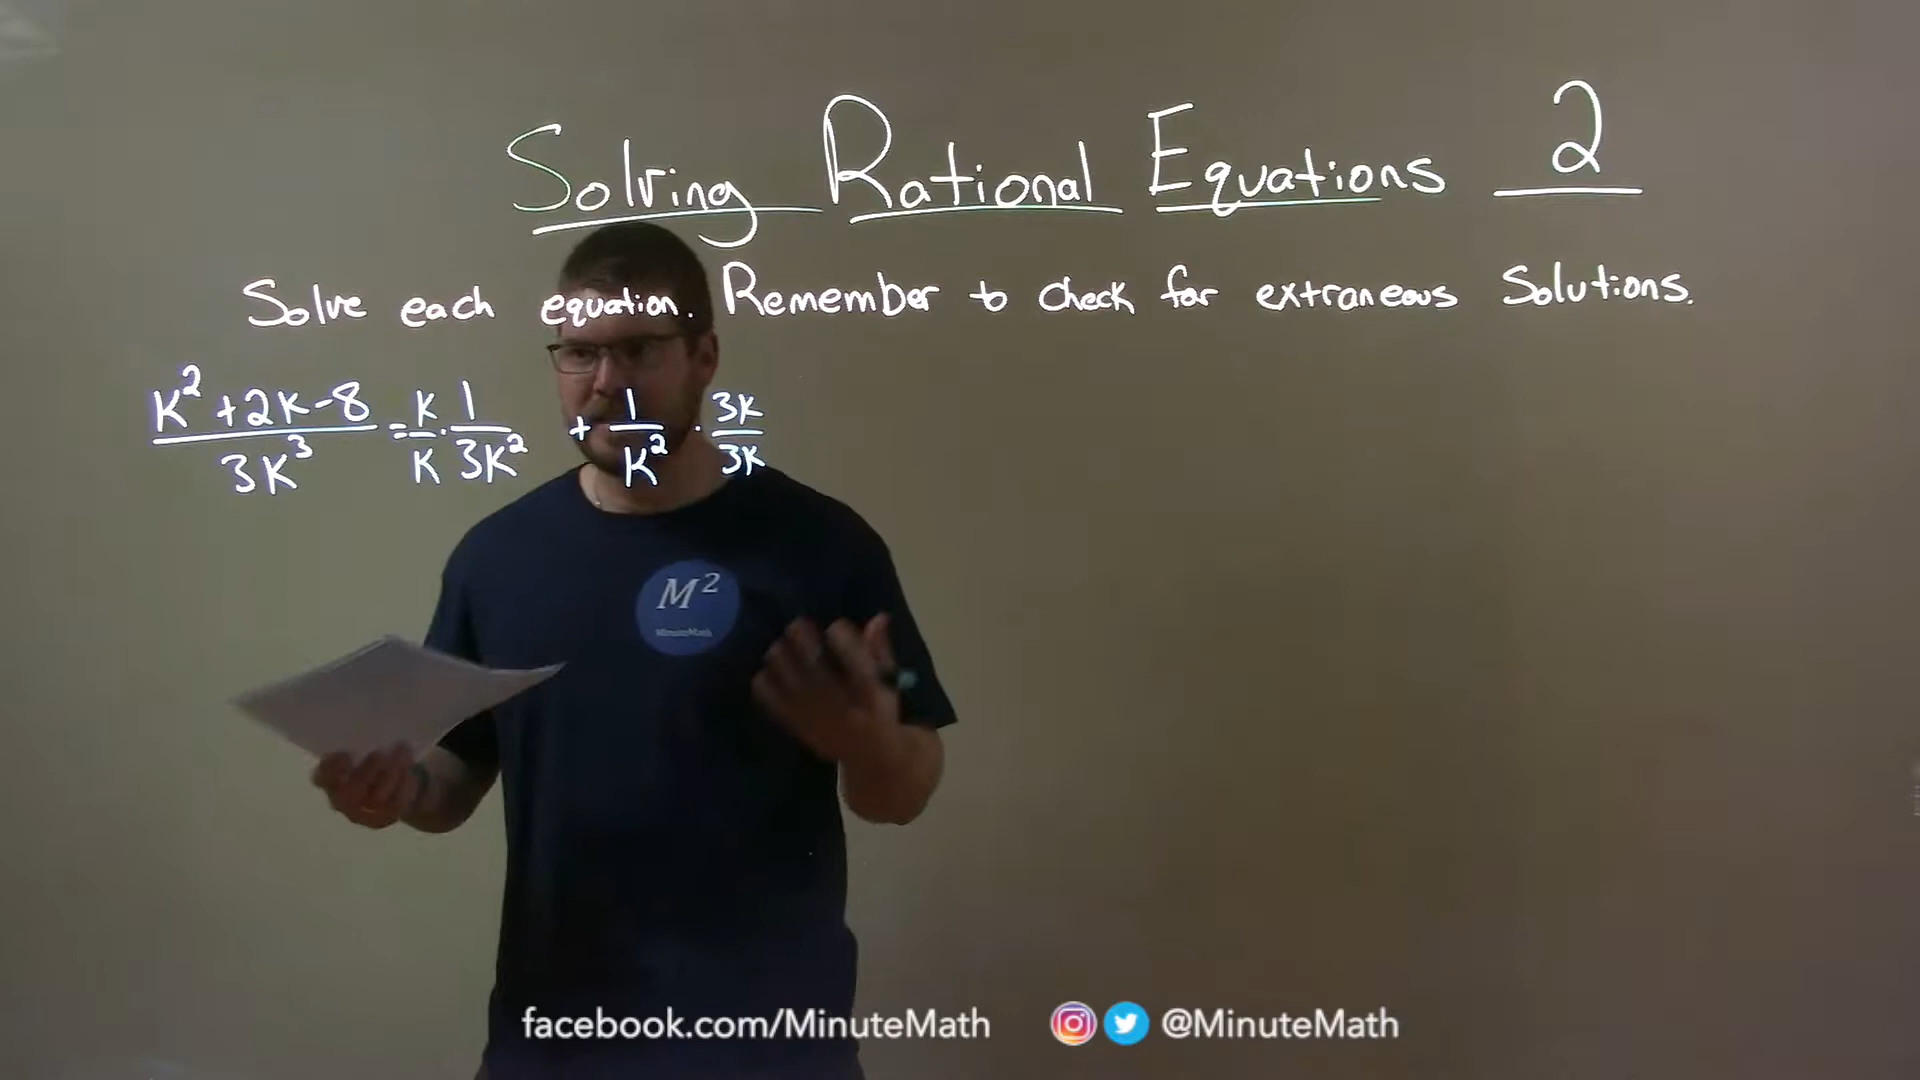 Solving Rational Equations 2
Solve each equation. Remember to check for extraneous solutions.
K² + 2K - 8 / 3K³ = K/K · 1/3K² + 1/K² · 3K/3K
M²
MinuteMath
facebook.com/MinuteMath @MinuteMath